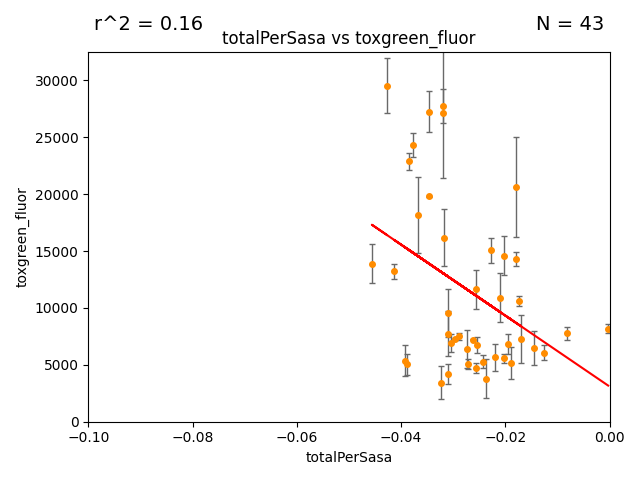 r^2 = 0.16
N = 43
totalPerSasa vs toxgreen_fluor
30000
25000
20000
15000
10000
5000
0
toxgreen_fluor
−0.10
−0.08
−0.06
−0.04
−0.02
0.00
totalPerSasa